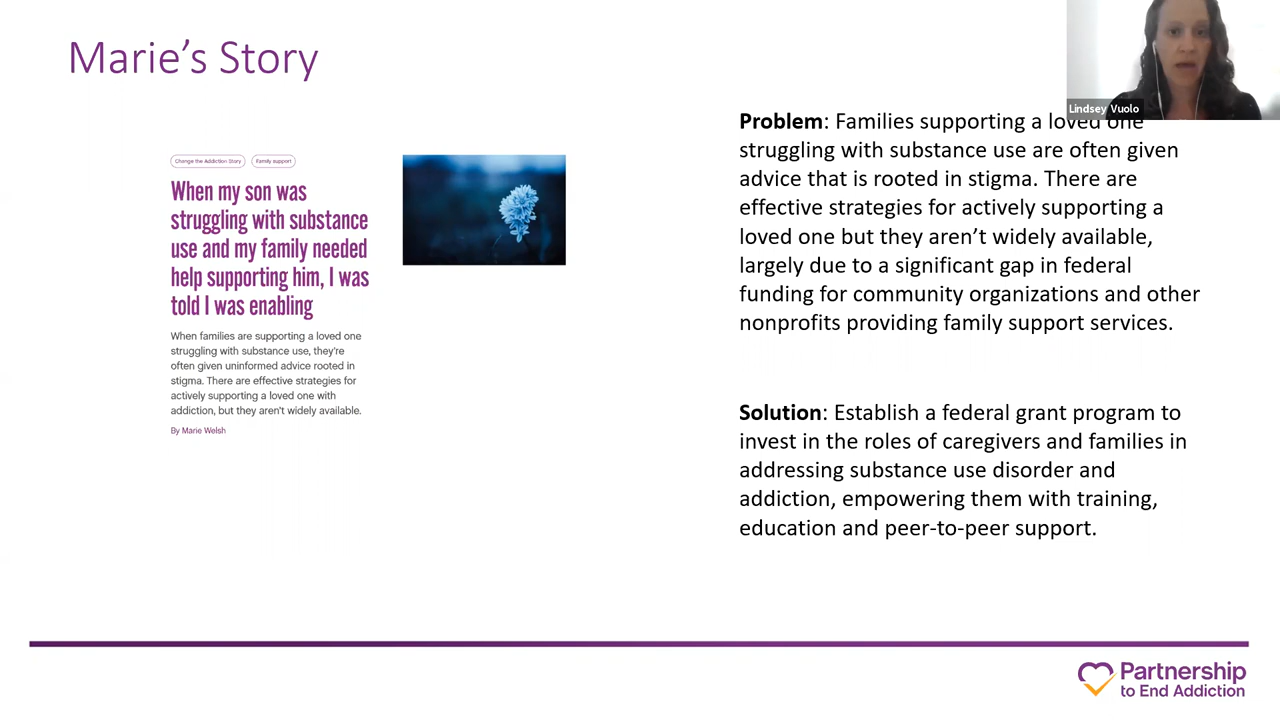 Marie's Story
Change the Addiction Story
Family support
When my son was
struggling with substance
use and my family needed
help supporting him, I was
told I was enabling
When families are supporting a loved one
struggling with substance use, they're
often given uninformed advice rooted in
stigma. There are effective strategies for
actively supporting a loved one with
addiction, but they aren't widely available.
By Marie Welsh
Lindsey Vuolo
Problem: Families supporting a loved one
struggling with substance use are often given
advice that is rooted in stigma. There are
effective strategies for actively supporting a
loved one but they aren't widely available,
largely due to a significant gap in federal
funding for community organizations and other
nonprofits providing family support services.
Solution: Establish a federal grant program to
invest in the roles of caregivers and families in
addressing substance use disorder and
addiction, empowering them with training,
education and peer-to-peer support.
Partnership
to End Addiction